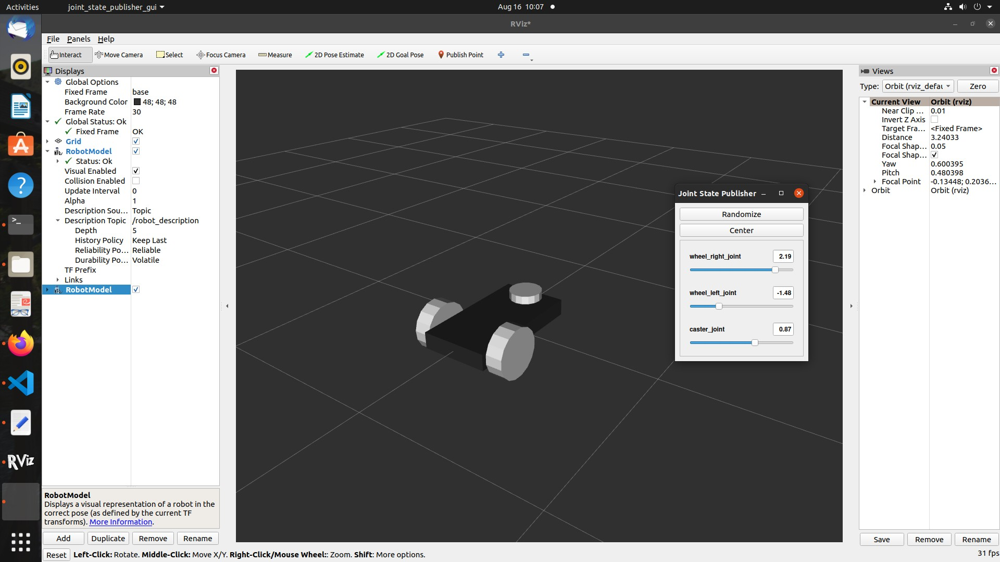 Activities
joint_state_publisher_gui
Aug 16 10:07
RViz*
File Panels Help
Interact Move Camera Select Focus Camera Measure 2D Pose Estimate 2D Goal Pose Publish Point
Displays
Global Options
Fixed Frame base
Background Color 48; 48; 48
Frame Rate 30
Global Status: Ok
Fixed Frame OK
Grid
RobotModel
Status: Ok
Visual Enabled
Collision Enabled
Update Interval 0
Alpha 1
Description Sou... Topic
Description Topic /robot_description
Depth 5
History Policy Keep Last
Reliability Po... Reliable
Durability Po... Volatile
TF Prefix
Links
RobotModel
RobotModel
Displays a visual representation of a robot in the
correct pose (as defined by the current TF
transforms). More Information.
Add Duplicate Remove Rename
Reset
Left-Click: Rotate. Middle-Click: Move X/Y. Right-Click/Mouse Wheel:: Zoom. Shift: More options.
31 fps
Joint State Publisher
Randomize
Center
wheel_right_joint 2.19
wheel_left_joint -1.48
caster_joint 0.87
Views
Type: Orbit (rviz_defau Zero
Current View Orbit (rviz)
Near Clip ... 0.01
Invert Z Axis
Target Fra... <Fixed Frame>
Distance 3.24033
Focal Shap... 0.05
Focal Shap...
Yaw 0.600395
Pitch 0.480398
Focal Point -0.13448; 0.2036...
Orbit Orbit (rviz)
Save Remove Rename
RViz